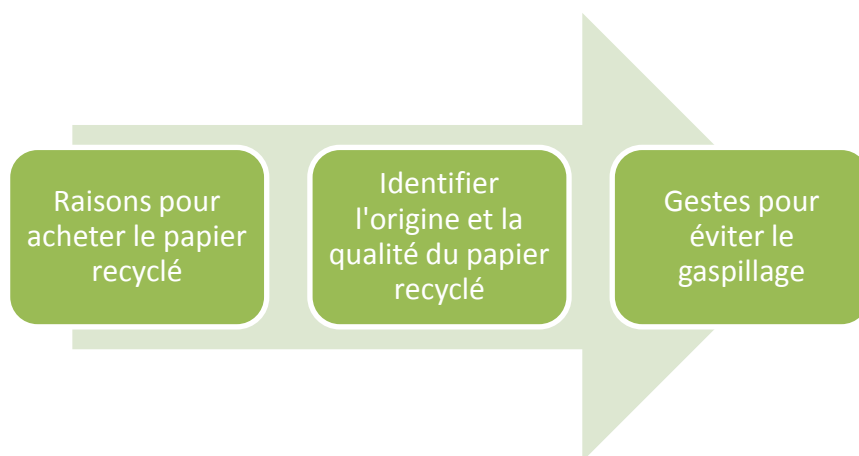 Raisons pour
acheter le papier
recyclé
Identifier
l'origine et la
qualité du papier
recyclé
Gestes pour
éviter le
gaspillage